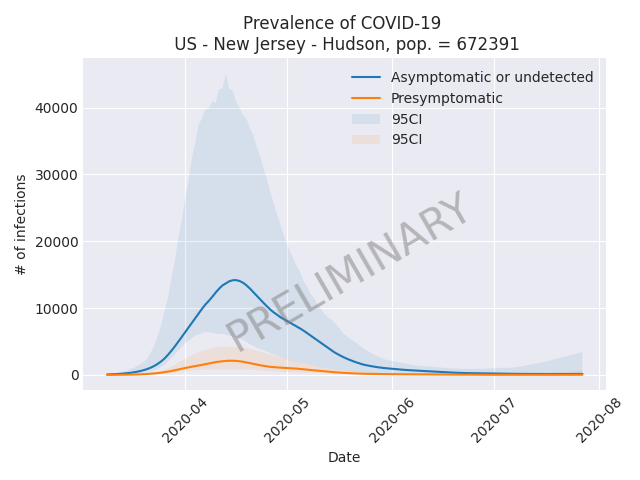 Prevalence of COVID-19
US - New Jersey - Hudson, pop. = 672391
Asymptomatic or undetected
Presymptomatic
95CI
95CI
# of infections
40000
30000
20000
10000
0
PRELIMINARY
2020-04
2020-05
2020-06
2020-07
2020-08
Date